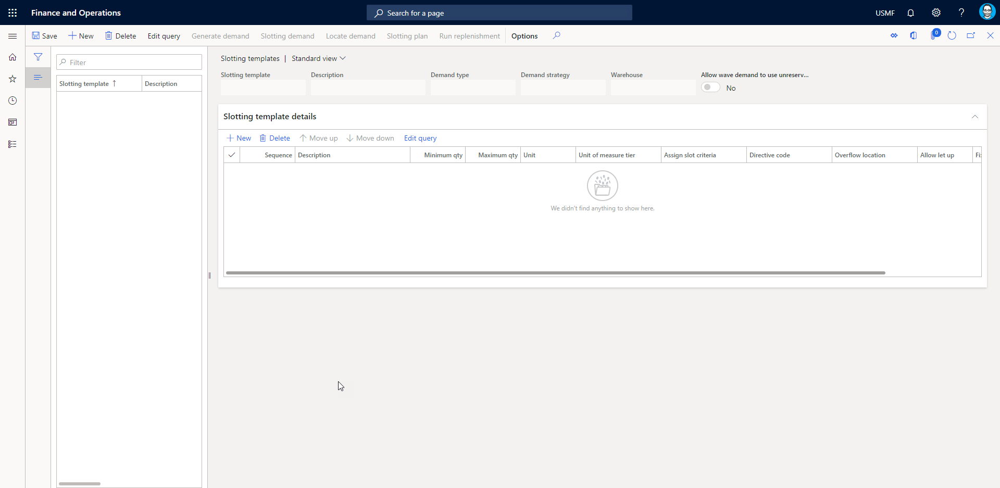 Finance and Operations
Search for a page
USMF
Save
New
Delete
Edit query
Generate demand
Slotting demand
Locate demand
Slotting plan
Run replenishment
Options
0
Filter
Slotting template
Description
Slotting templates | Standard view
Slotting template
Description
Demand type
Demand strategy
Warehouse
Allow wave demand to use unreserv...
No
Slotting template details
New
Delete
Move up
Move down
Edit query
Sequence
Description
Minimum qty
Maximum qty
Unit
Unit of measure tier
Assign slot criteria
Directive code
Overflow location
Allow let up
Fi
We didn't find anything to show here.